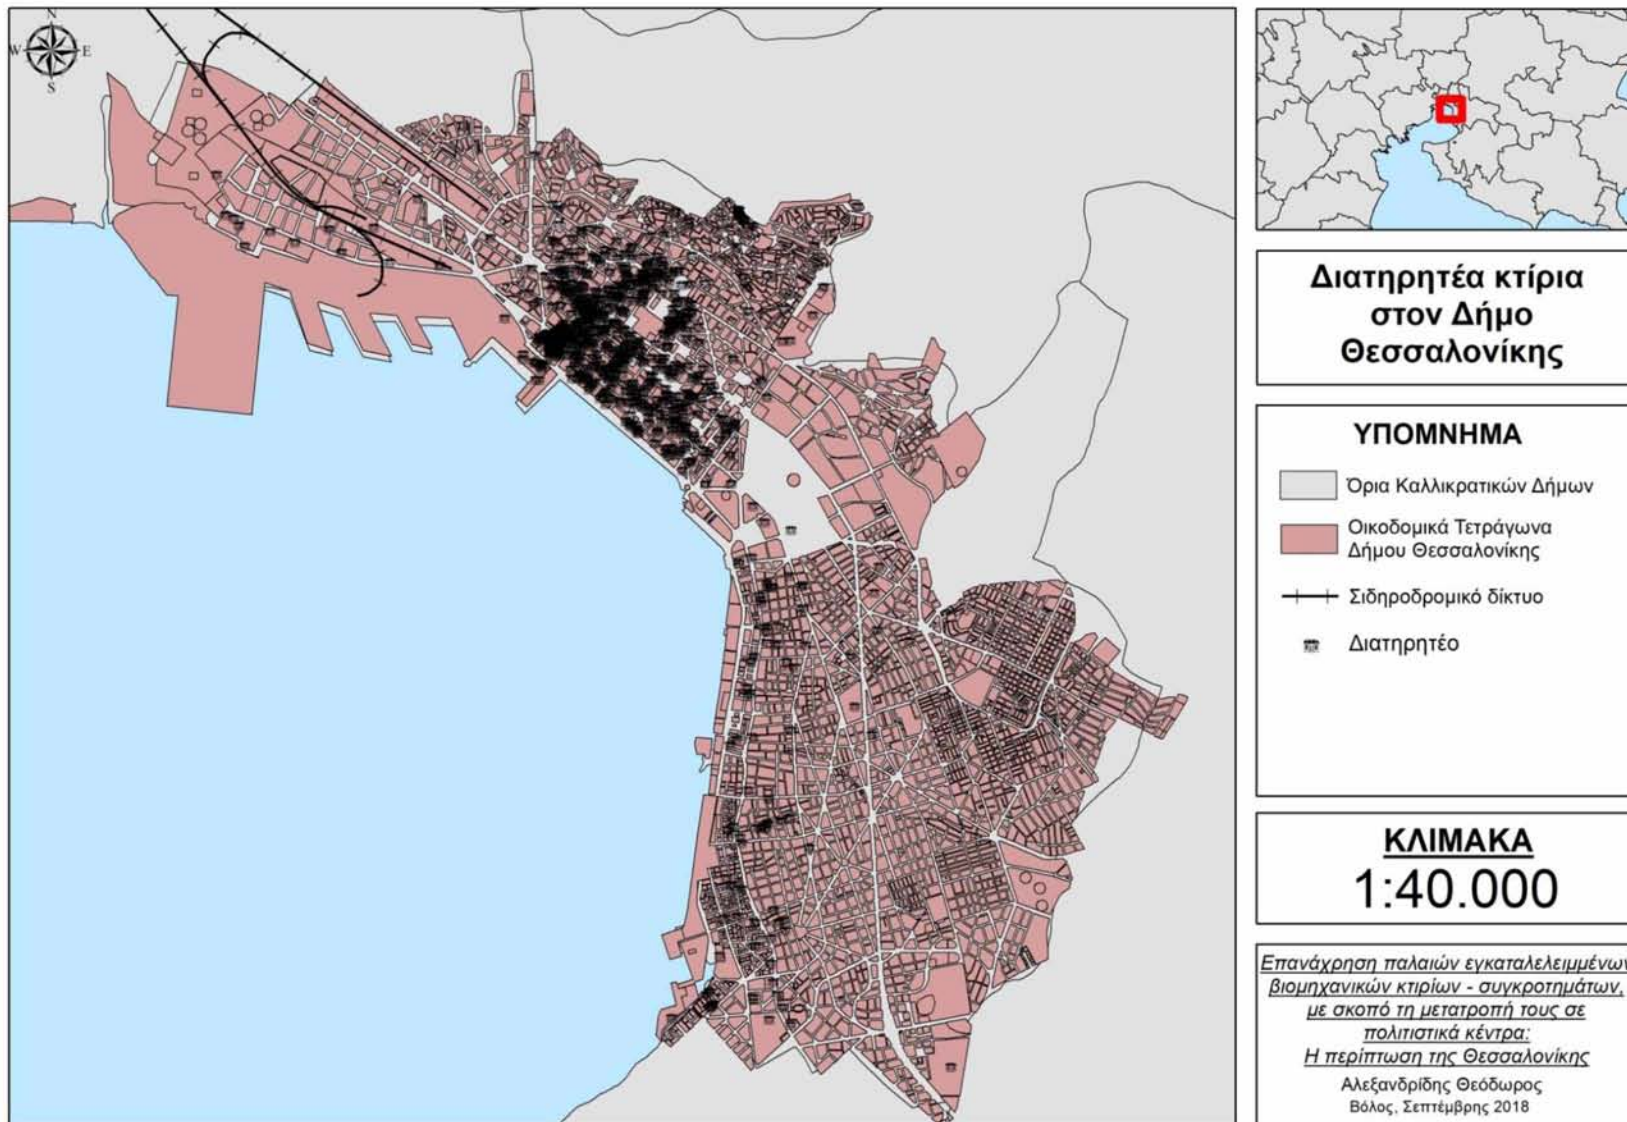 N
W
E
S
Διατηρητέα κτίρια
στον Δήμο
Θεσσαλονίκης
ΥΠΟΜΝΗΜΑ
Όρια Καλλικρατικών Δήμων
Οικοδομικά Τετράγωνα
Δήμου Θεσσαλονίκης
Σιδηροδρομικό δίκτυο
Διατηρητέο
ΚΛΙΜΑΚΑ
1:40.000
Επανάχρηση παλαιών εγκαταλελειμμένων
βιομηχανικών κτιρίων - συγκροτημάτων,
με σκοπό τη μετατροπή τους σε
πολιτιστικά κέντρα:
Η περίπτωση της Θεσσαλονίκης
Αλεξανδρίδης Θεόδωρος
Βόλος, Σεπτέμβρης 2018